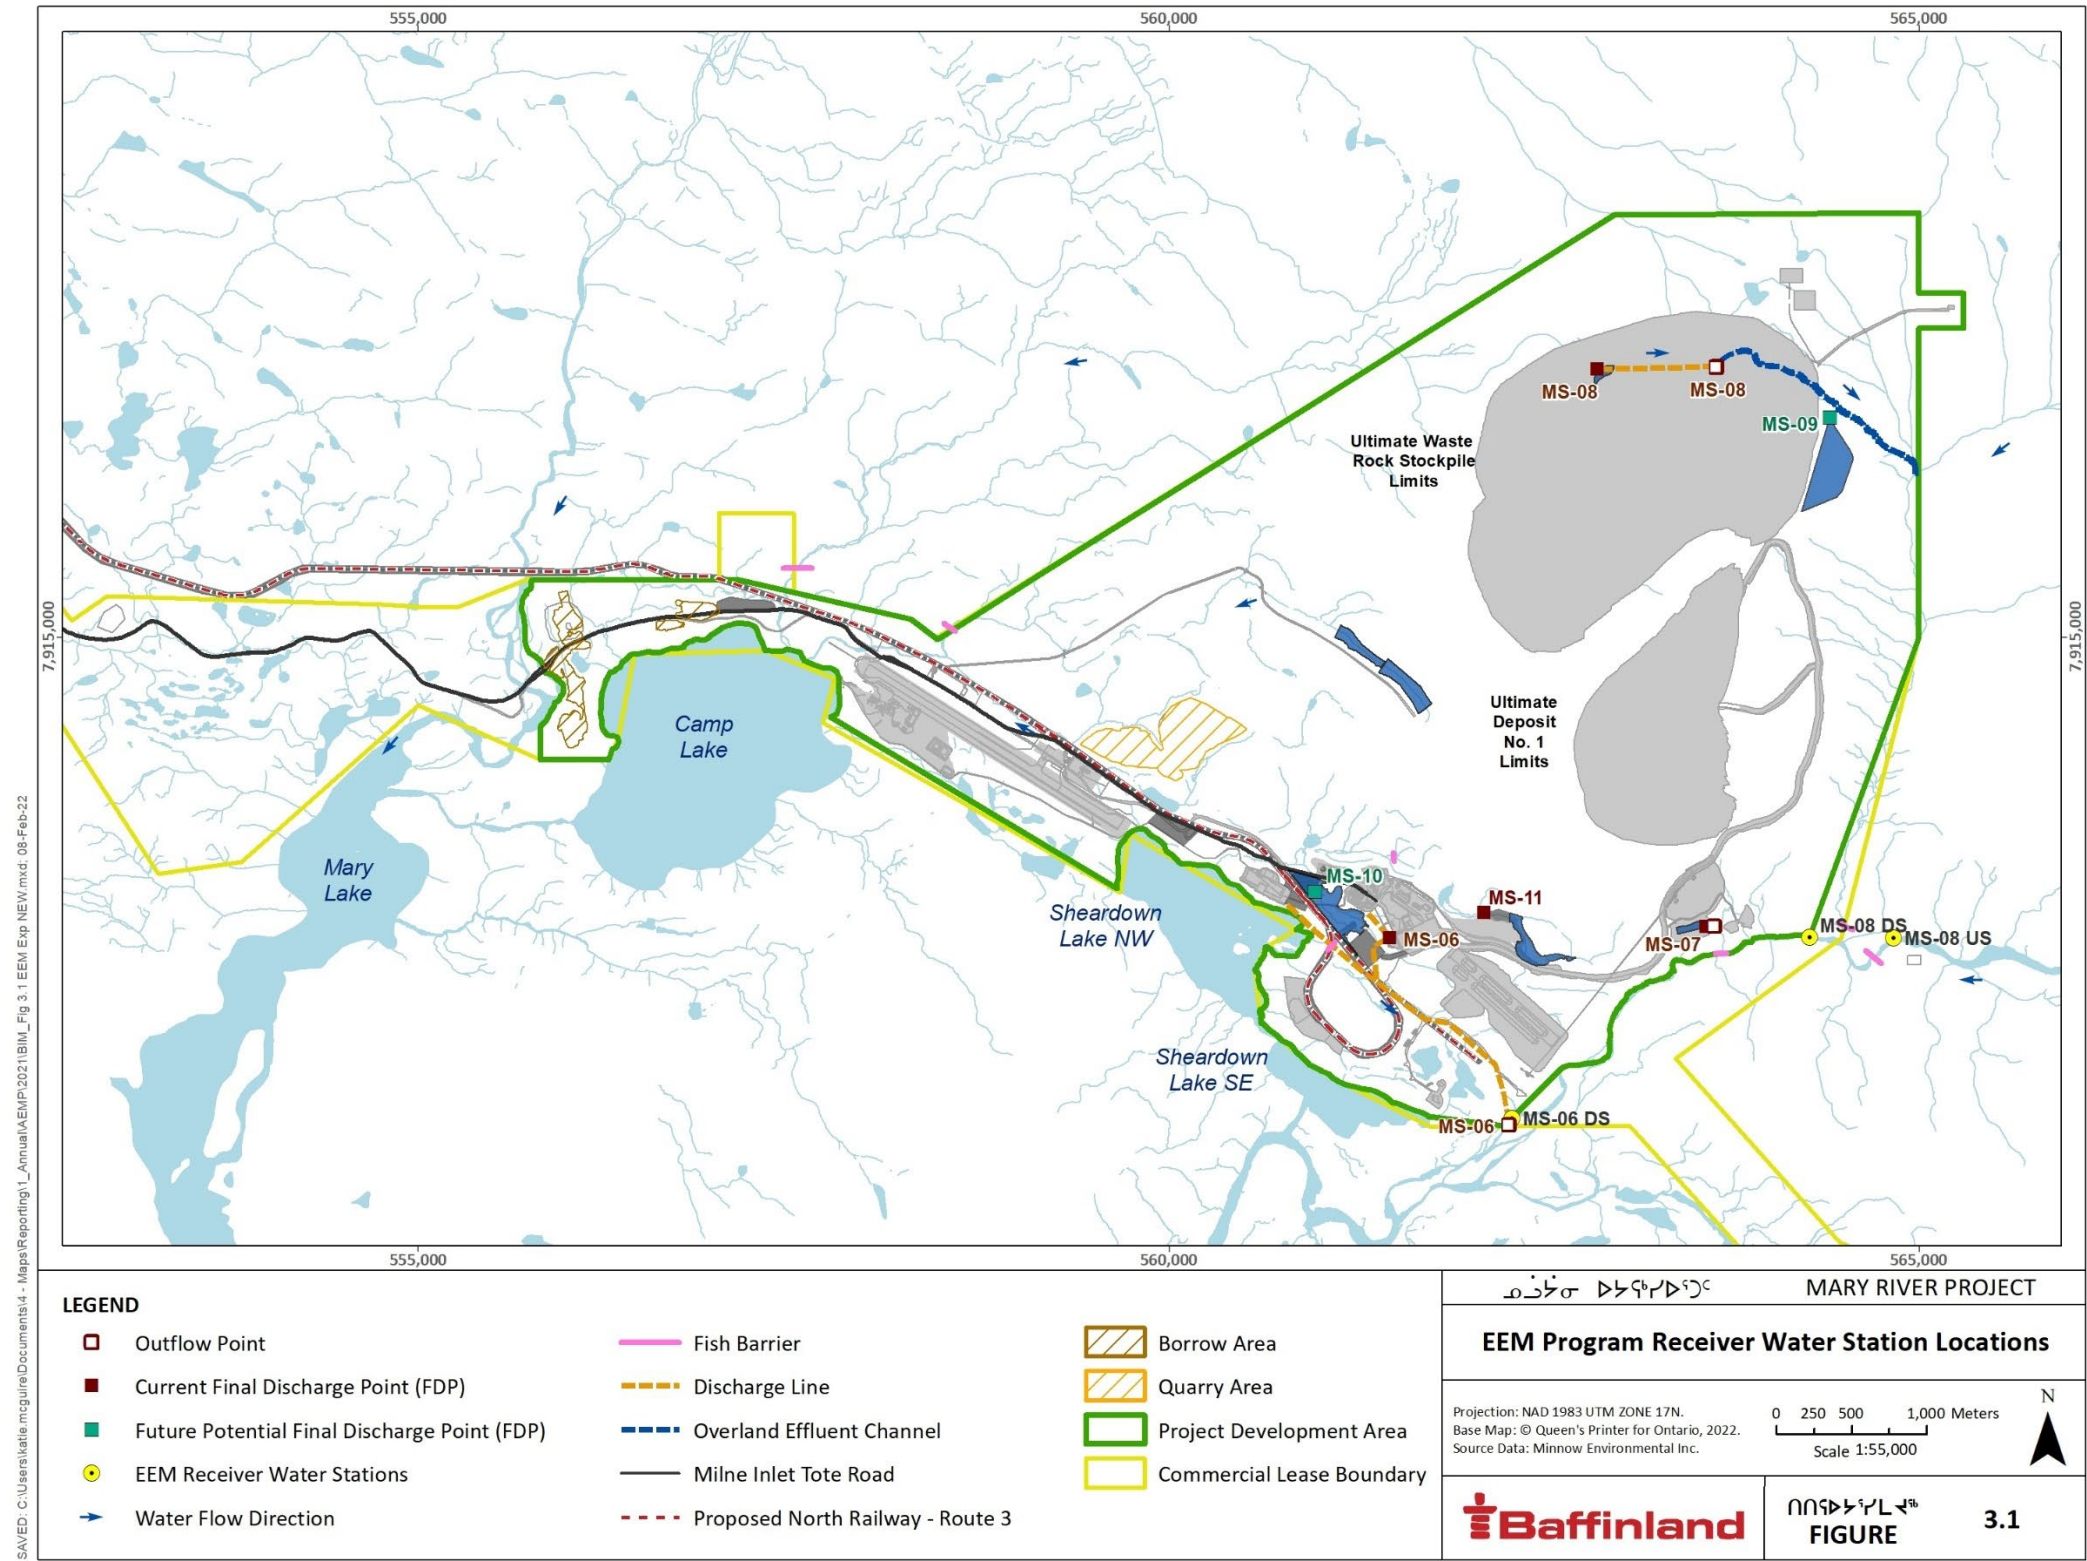 555,000
560,000
565,000
7,915,000
7,915,000
MS-08
MS-08
MS-09
Ultimate Waste
Rock Stockpile
Limits
Ultimate
Deposit
No. 1
Limits
Camp
Lake
Mary
Lake
Sheardown
Lake NW
Sheardown
Lake SE
MS-10
MS-11
MS-06
MS-07
MS-08 DS
MS-08 US
MS-06
MS-06 DS
555,000
560,000
565,000
SAVED: C:\Users\katie.mcguire\Documents\4 - Maps\Reporting\1_Annual\AEMP\2021\BIM_Fig 3.1 EEM Exp NEW.mxd; 08-Feb-22
LEGEND
Outflow Point
Current Final Discharge Point (FDP)
Future Potential Final Discharge Point (FDP)
EEM Receiver Water Stations
Water Flow Direction
Fish Barrier
Discharge Line
Overland Effluent Channel
Milne Inlet Tote Road
Proposed North Railway - Route 3
Borrow Area
Quarry Area
Project Development Area
Commercial Lease Boundary
MARY RIVER PROJECT
EEM Program Receiver Water Station Locations
Projection: NAD 1983 UTM ZONE 17N.
Base Map: © Queen's Printer for Ontario, 2022.
Source Data: Minnow Environmental Inc.
0 250 500 1,000 Meters
Scale 1:55,000
N
Baffinland
FIGURE 3.1